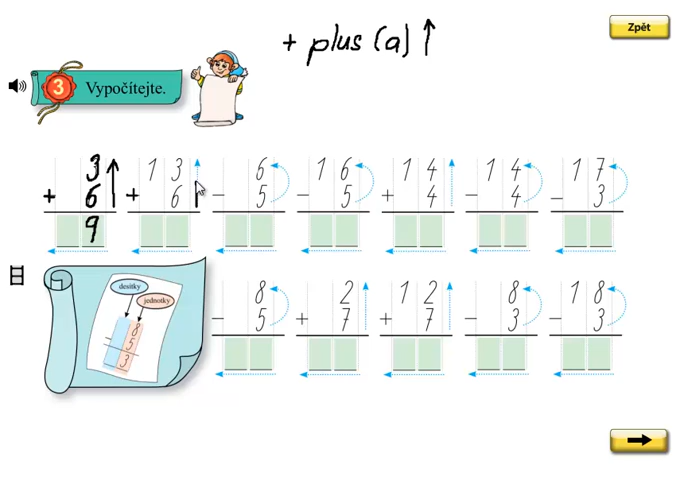 + plus (a) ↑
Zpět
3 Vypočítejte.
3 13 6 16 14 14 17
+ 6 + 6 - 5 - 5 + 4 - 4 - 3
9
desítky
jednotky
8
- 5
3
8 2 12 8 18
- 5 + 7 + 7 - 3 - 3